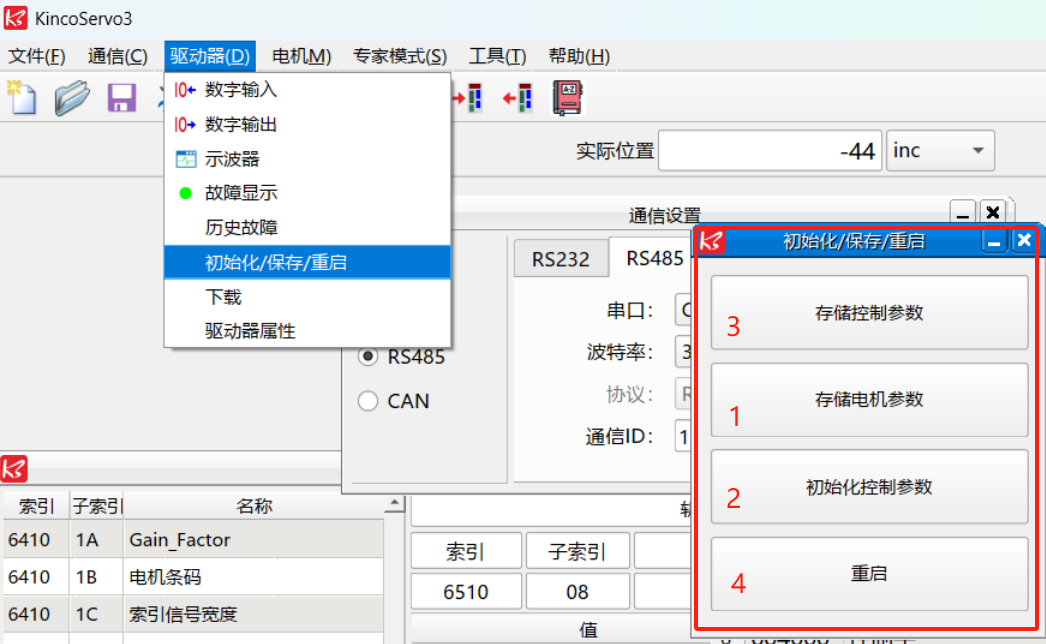 KincoServo3
文件(F) 通信(C) 驱动器(D) 电机M) 专家模式(S) 工具(T) 帮助(H)
数字输入
数字输出
示波器
故障显示
历史故障
初始化/保存/重启
下载
驱动器属性
实际位置 -44 inc
通信设置
RS232 RS485
串口:
波特率: 3
协议:
通信ID: 1
RS485
CAN
初始化/保存/重启
3 存储控制参数
1 存储电机参数
2 初始化控制参数
4 重启
索引 子索引 名称
6410 1A Gain_Factor
6410 1B 电机条码
6410 1C 索引信号宽度
索引 子索引
6510 08
值